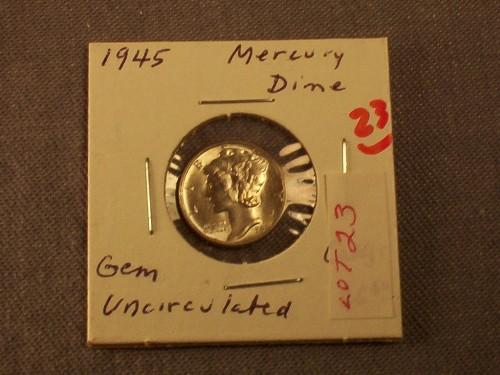 1945 Mercury
Dime
23
LOT 23
Gem
Uncirculated